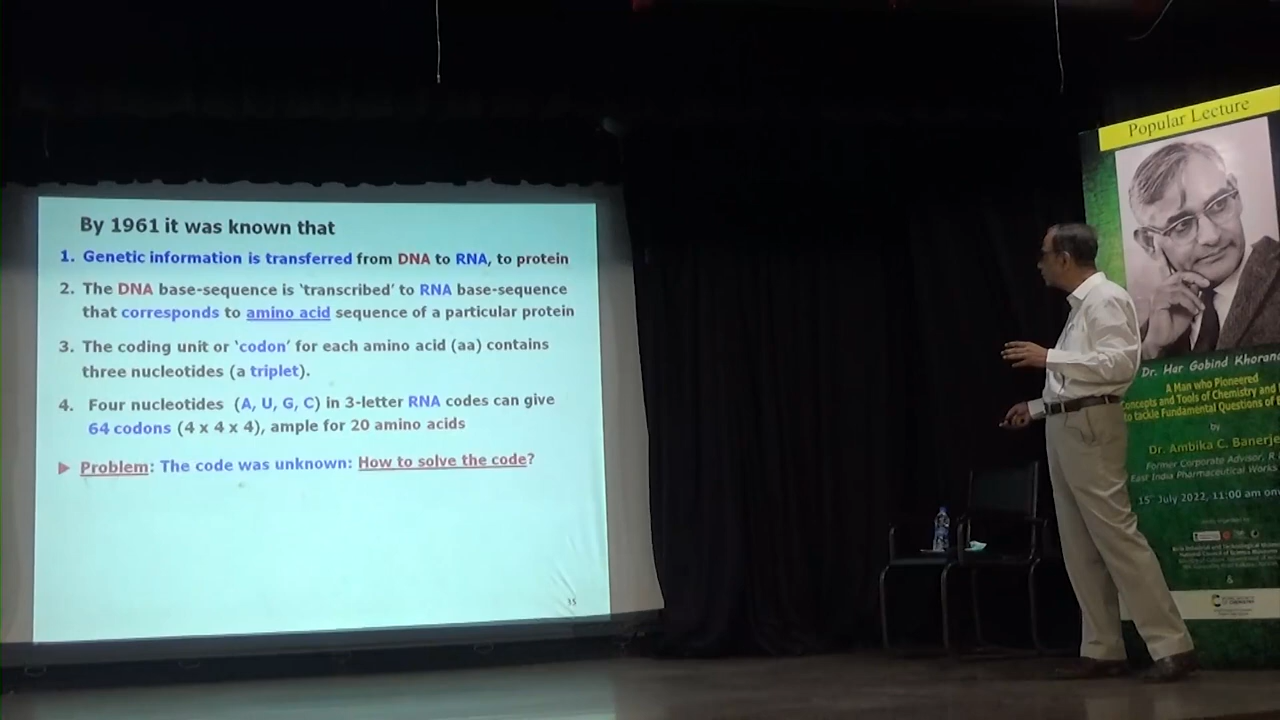 By 1961 it was known that
1. Genetic information is transferred from DNA to RNA, to protein
2. The DNA base-sequence is ‘transcribed’ to RNA base-sequence
that corresponds to amino acid sequence of a particular protein
3. The coding unit or ‘codon’ for each amino acid (aa) contains
three nucleotides (a triplet).
4. Four nucleotides (A, U, G, C) in 3-letter RNA codes can give
64 codons (4 x 4 x 4), ample for 20 amino acids
Problem: The code was unknown: How to solve the code?
35
Popular Lecture
Dr. Har Gobind Khorana
A Man who Pioneered
Concepts and Tools of Chemistry and
to tackle Fundamental Questions of
by
Dr. Ambika C. Banerje
Former Corporate Advisor, R
East India Pharmaceutical Works
15 July 2022, 11:00 am on
&